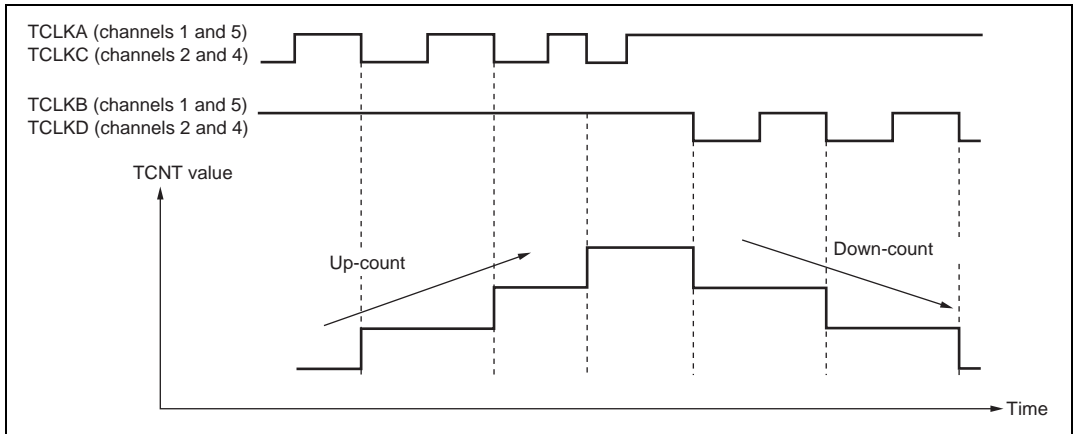 TCLKA (channels 1 and 5)
TCLKC (channels 2 and 4)
TCLKB (channels 1 and 5)
TCLKD (channels 2 and 4)
TCNT value
Up-count
Down-count
Time